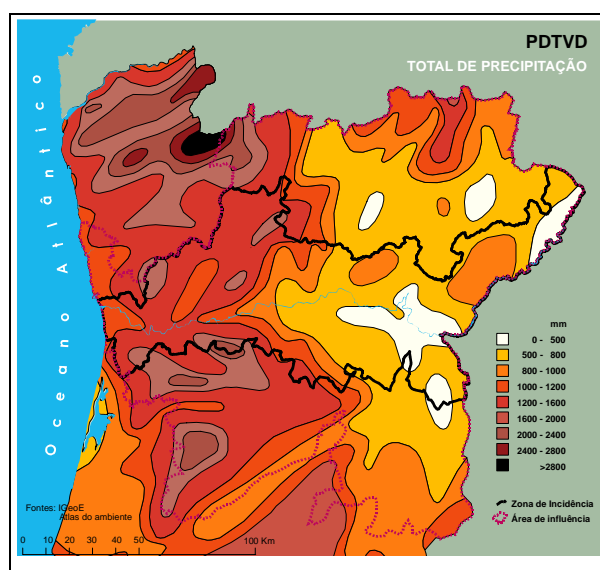 PDTVD
TOTAL DE PRECIPITAÇÃO
Oceano Atlântico
mm
0 - 500
500 - 800
800 - 1000
1000 - 1200
1200 - 1600
1600 - 2000
2000 - 2400
2400 - 2800
>2800
Zona de Incidência
Área de influência
Fontes: IGeoE
Atlas do ambiente
0 10 20 30 40 50 100 Km